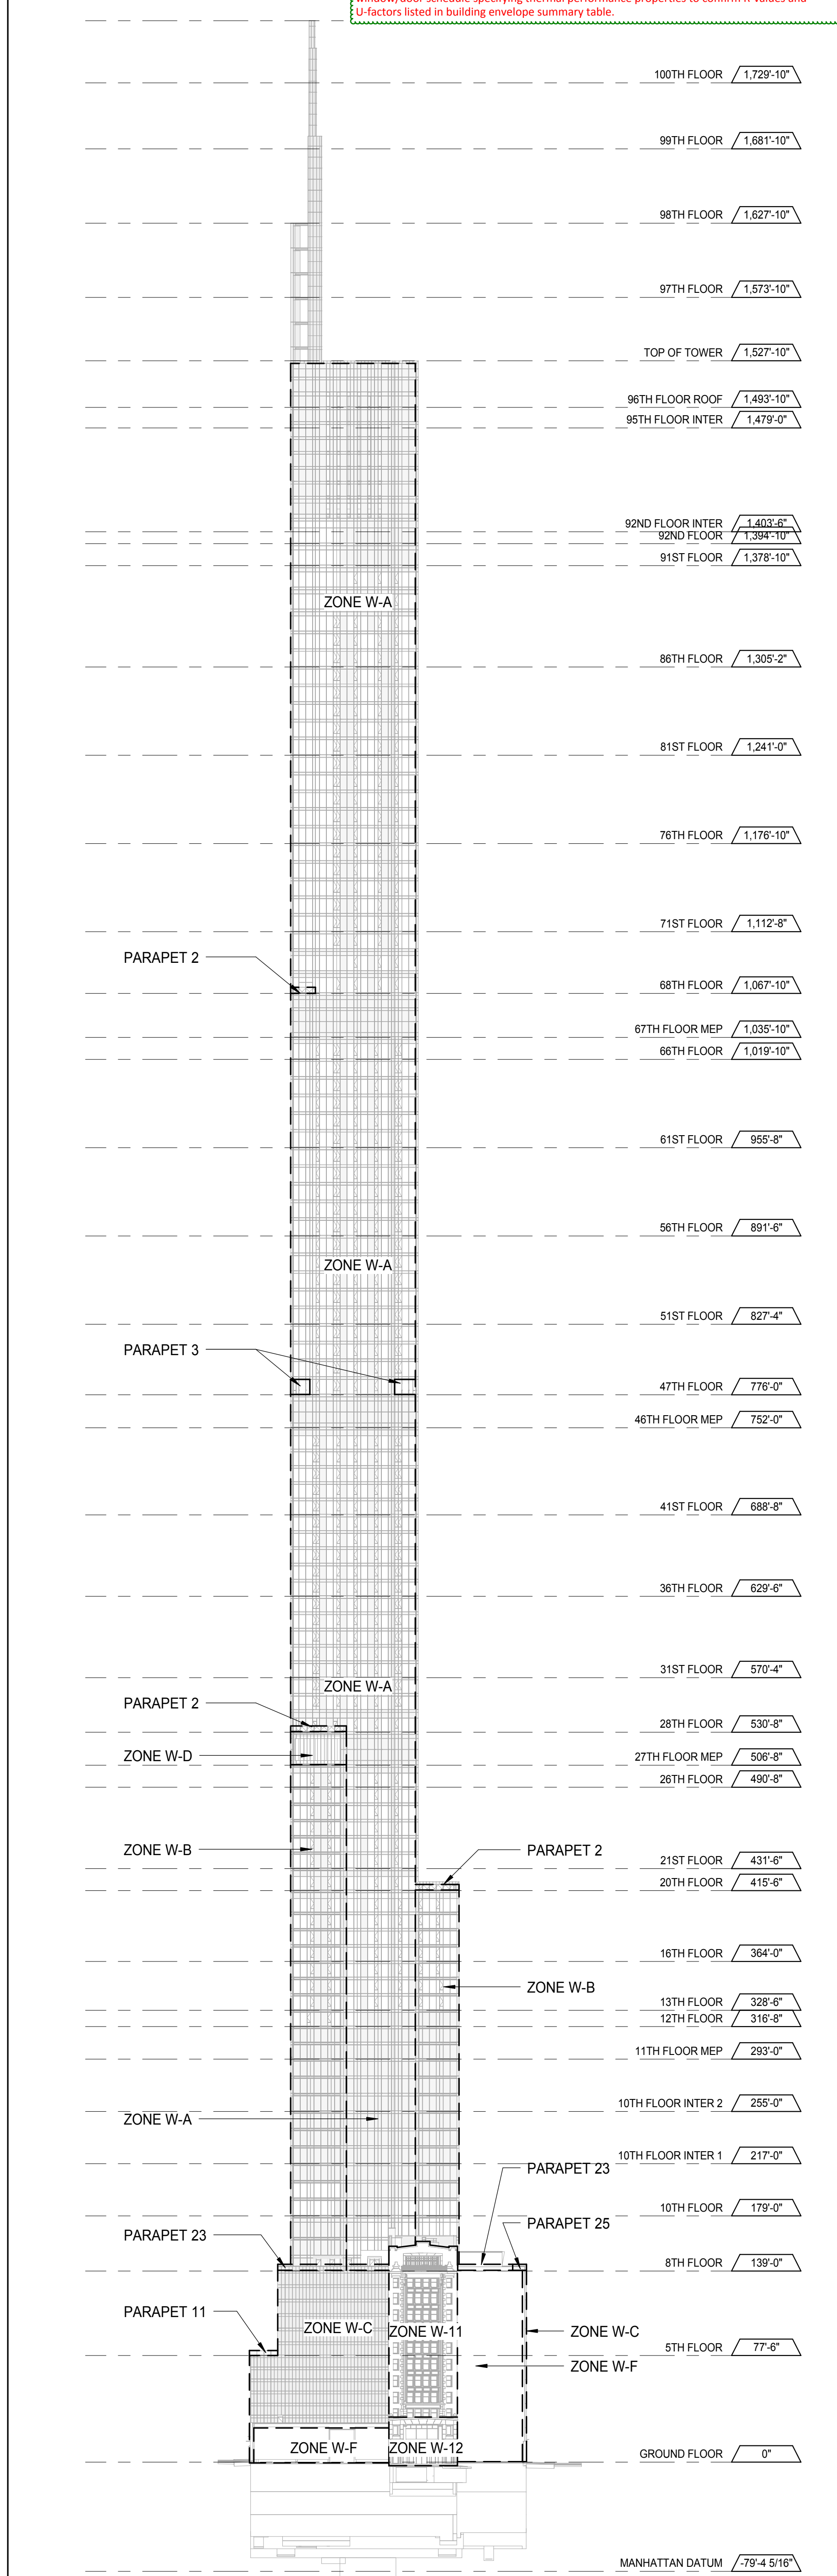 window/door schedule specifying thermal performance properties to confirm R-values and
U-factors listed in building envelope summary table.
100TH FLOOR 1,729'-10"
99TH FLOOR 1,681'-10"
98TH FLOOR 1,627'-10"
97TH FLOOR 1,573'-10"
TOP OF TOWER 1,527'-10"
96TH FLOOR ROOF 1,493'-10"
95TH FLOOR INTER 1,479'-0"
92ND FLOOR INTER 1,403'-6"
92ND FLOOR 1,394'-10"
91ST FLOOR 1,378'-10"
ZONE W-A
86TH FLOOR 1,305'-2"
81ST FLOOR 1,241'-0"
76TH FLOOR 1,176'-10"
71ST FLOOR 1,112'-8"
PARAPET 2
68TH FLOOR 1,067'-10"
67TH FLOOR MEP 1,035'-10"
66TH FLOOR 1,019'-10"
61ST FLOOR 955'-8"
56TH FLOOR 891'-6"
ZONE W-A
51ST FLOOR 827'-4"
PARAPET 3
47TH FLOOR 776'-0"
46TH FLOOR MEP 752'-0"
41ST FLOOR 688'-8"
36TH FLOOR 629'-6"
31ST FLOOR 570'-4"
ZONE W-A
PARAPET 2
28TH FLOOR 530'-8"
ZONE W-D
27TH FLOOR MEP 506'-8"
26TH FLOOR 490'-8"
ZONE W-B
PARAPET 2
21ST FLOOR 431'-6"
20TH FLOOR 415'-6"
16TH FLOOR 364'-0"
ZONE W-B
13TH FLOOR 328'-6"
12TH FLOOR 316'-8"
11TH FLOOR MEP 293'-0"
10TH FLOOR INTER 2 255'-0"
ZONE W-A
10TH FLOOR INTER 1 217'-0"
PARAPET 23
10TH FLOOR 179'-0"
PARAPET 25
PARAPET 23
8TH FLOOR 139'-0"
PARAPET 11
ZONE W-C
ZONE W-11
ZONE W-C
5TH FLOOR 77'-6"
ZONE W-F
ZONE W-F
ZONE W-12
GROUND FLOOR 0"
MANHATTAN DATUM -79'-4 5/16"